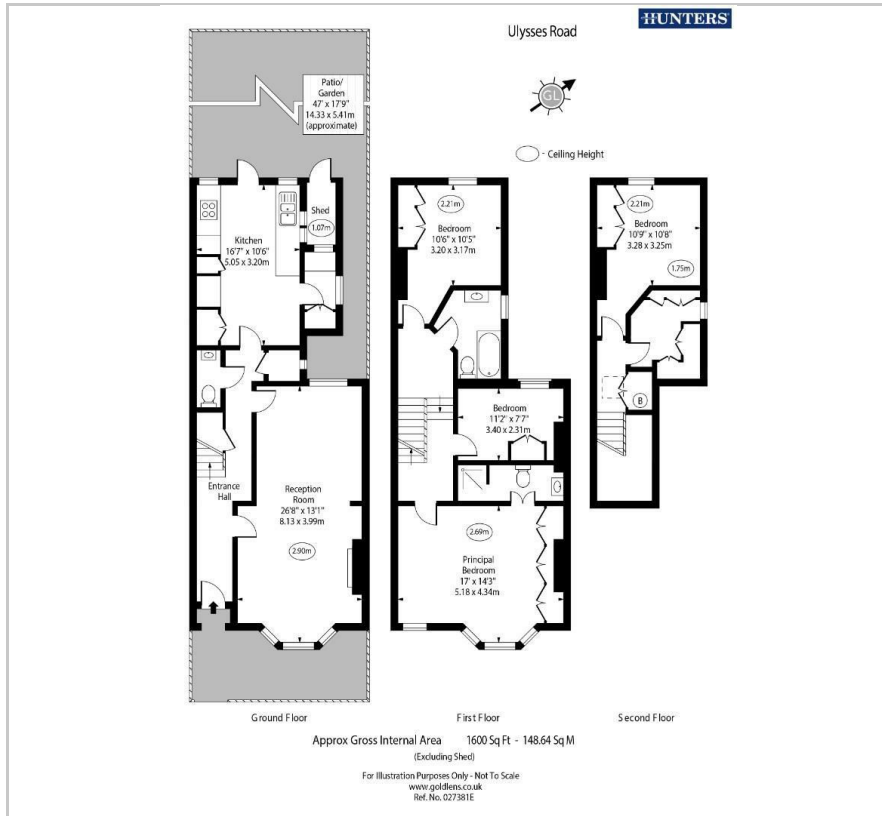 HUNTERS
Ulysses Road
GL
- Ceiling Height
Patio/
Garden
47' x 17'9"
14.33 x 5.41m
(approximate)
Shed
1.07m
Kitchen
16'7" x 10'6"
5.05 x 3.20m
Entrance
Hall
Reception
Room
26'8" x 13'1"
8.13 x 3.99m
2.90m
Ground Floor
2.21m
Bedroom
10'6" x 10'5"
3.20 x 3.17m
Bedroom
11'2" x 7'7"
3.40 x 2.31m
2.69m
Principal
Bedroom
17' x 14'3"
5.18 x 4.34m
First Floor
2.21m
Bedroom
10'9" x 10'8"
3.28 x 3.25m
1.75m
B
Second Floor
Approx Gross Internal Area 1600 Sq Ft - 148.64 Sq M
(Excluding Shed)
For Illustration Purposes Only - Not To Scale
www.goldlens.co.uk
Ref. No. 027381E